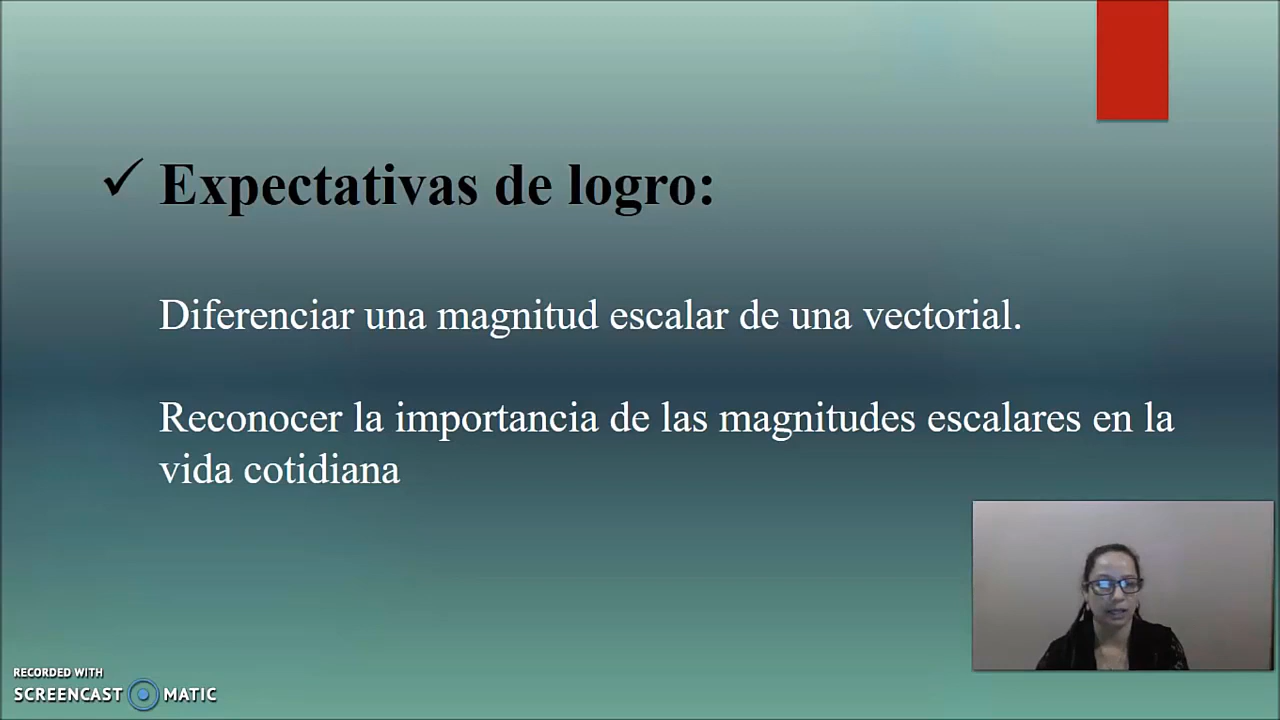 ✓ Expectativas de logro:
Diferenciar una magnitud escalar de una vectorial.
Reconocer la importancia de las magnitudes escalares en la
vida cotidiana
RECORDED WITH
SCREENCAST MATIC